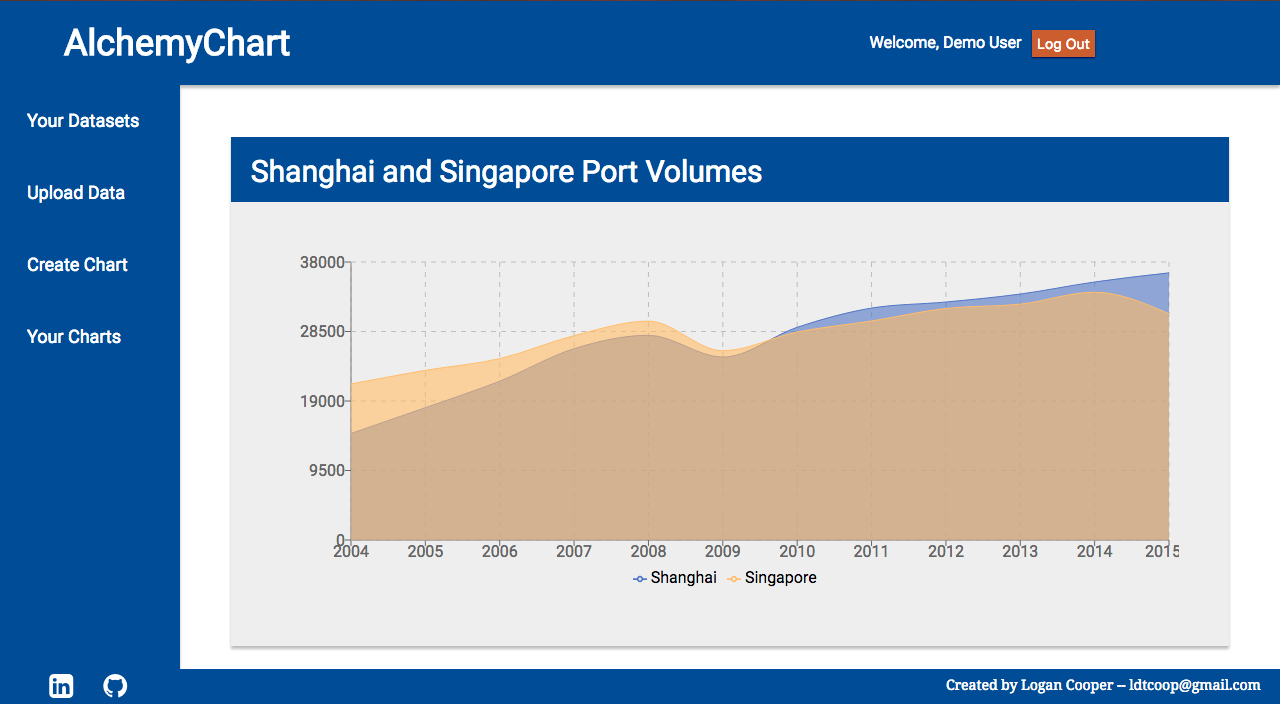 AlchemyChart
Welcome, Demo User Log Out
Your Datasets
Upload Data
Create Chart
Your Charts
Shanghai and Singapore Port Volumes
38000
28500
19000
9500
0
2004 2005 2006 2007 2008 2009 2010 2011 2012 2013 2014 2015
Shanghai Singapore
in
Created by Logan Cooper – ldtcoop@gmail.com